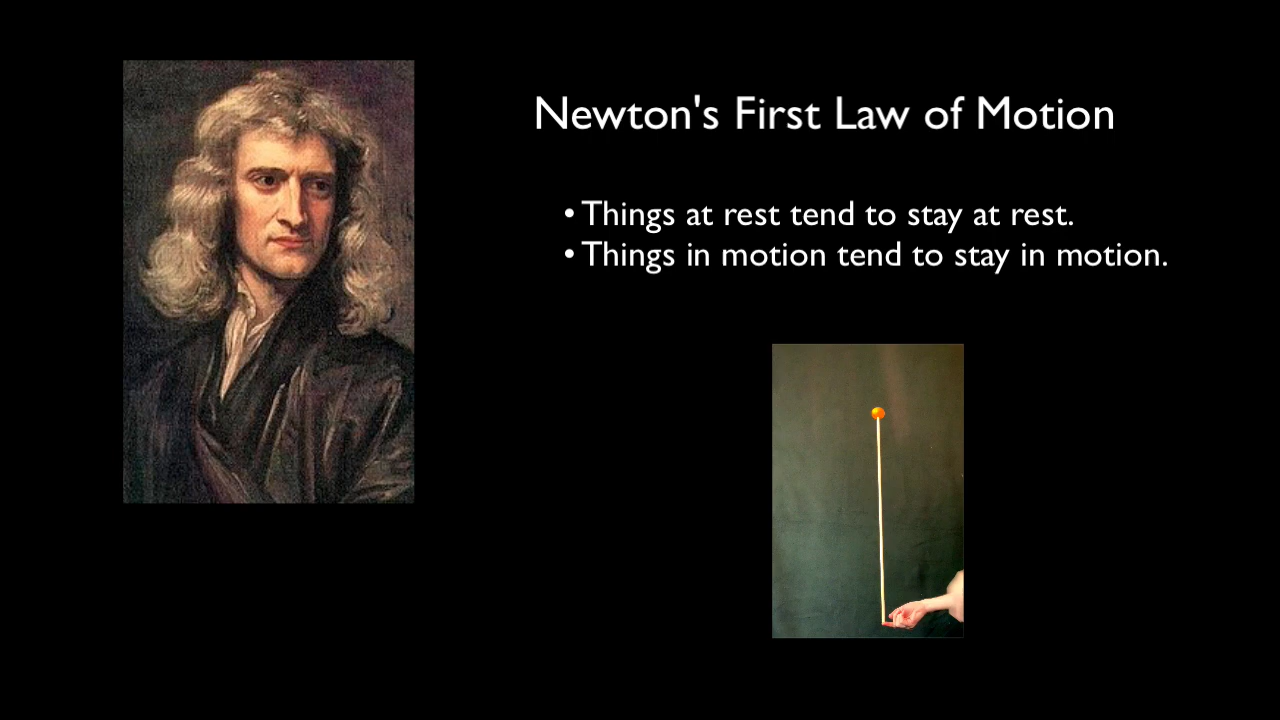 Newton's First Law of Motion
• Things at rest tend to stay at rest.
• Things in motion tend to stay in motion.